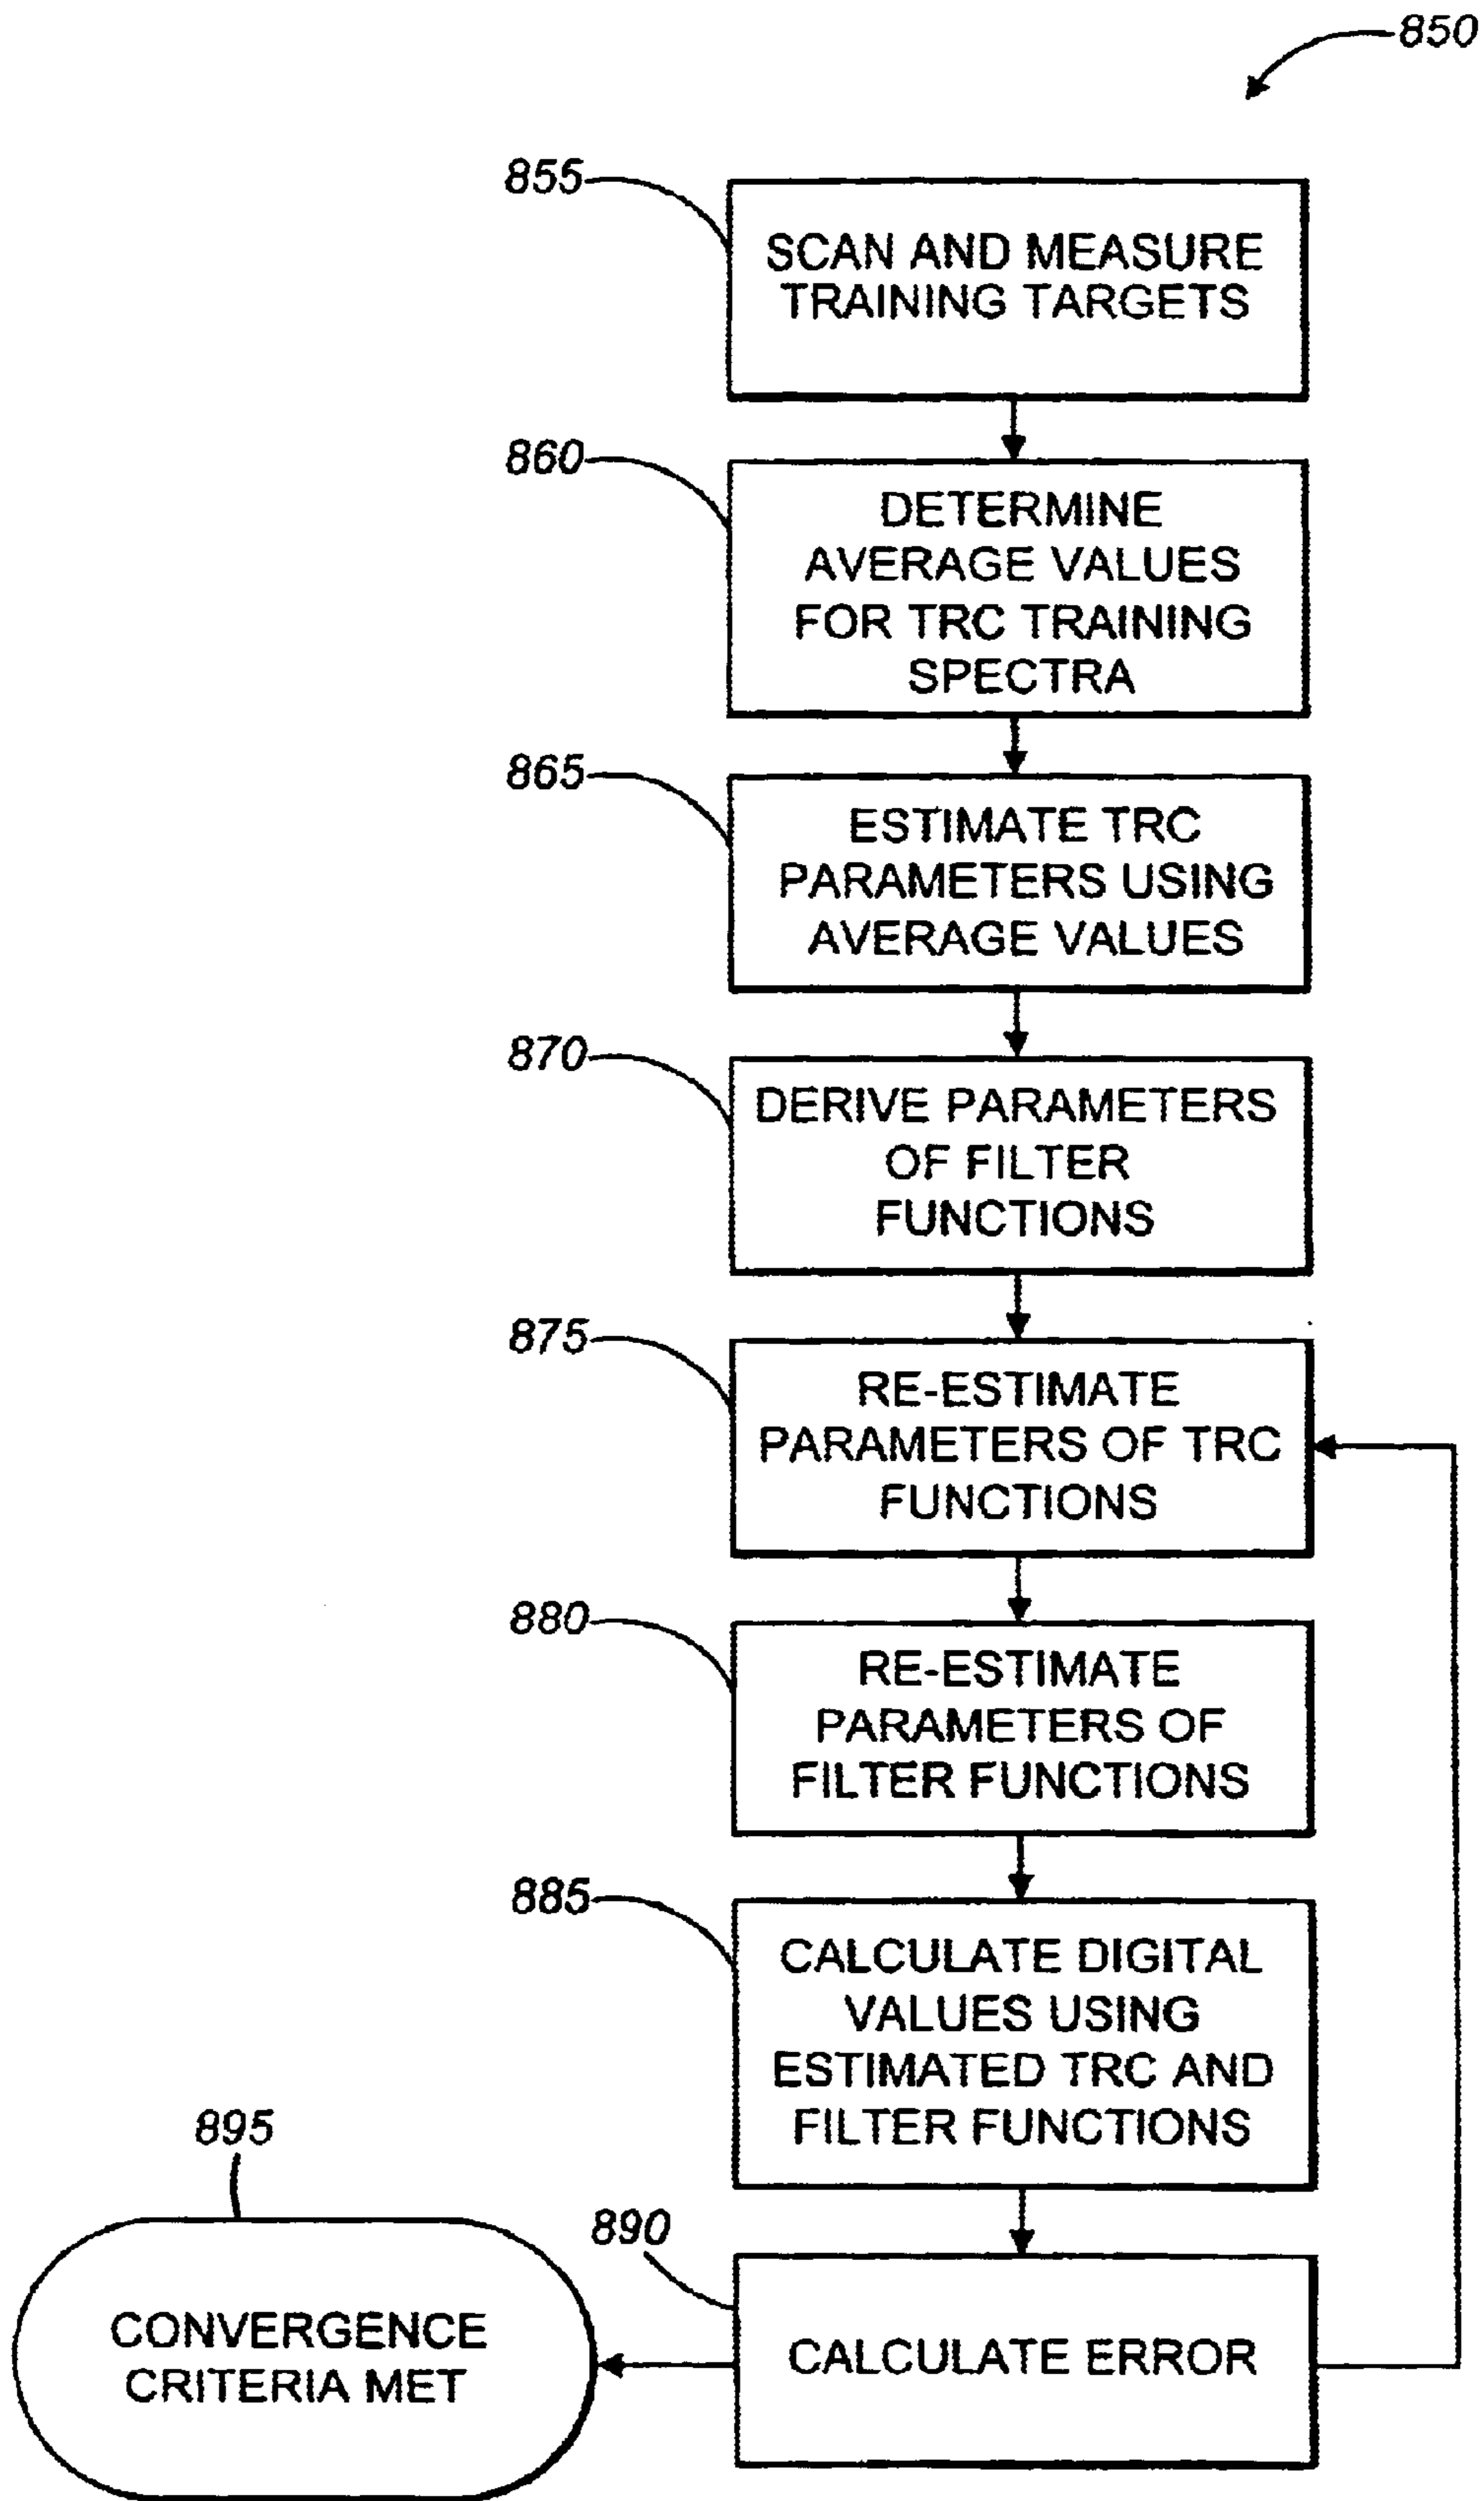 850
855
SCAN AND MEASURE
TRAINING TARGETS
860
DETERMINE
AVERAGE VALUES
FOR TRC TRAINING
SPECTRA
865
ESTIMATE TRC
PARAMETERS USING
AVERAGE VALUES
870
DERIVE PARAMETERS
OF FILTER
FUNCTIONS
875
RE-ESTIMATE
PARAMETERS OF TRC
FUNCTIONS
880
RE-ESTIMATE
PARAMETERS OF
FILTER FUNCTIONS
885
CALCULATE DIGITAL
VALUES USING
ESTIMATED TRC AND
FILTER FUNCTIONS
890
CALCULATE ERROR
895
CONVERGENCE
CRITERIA MET